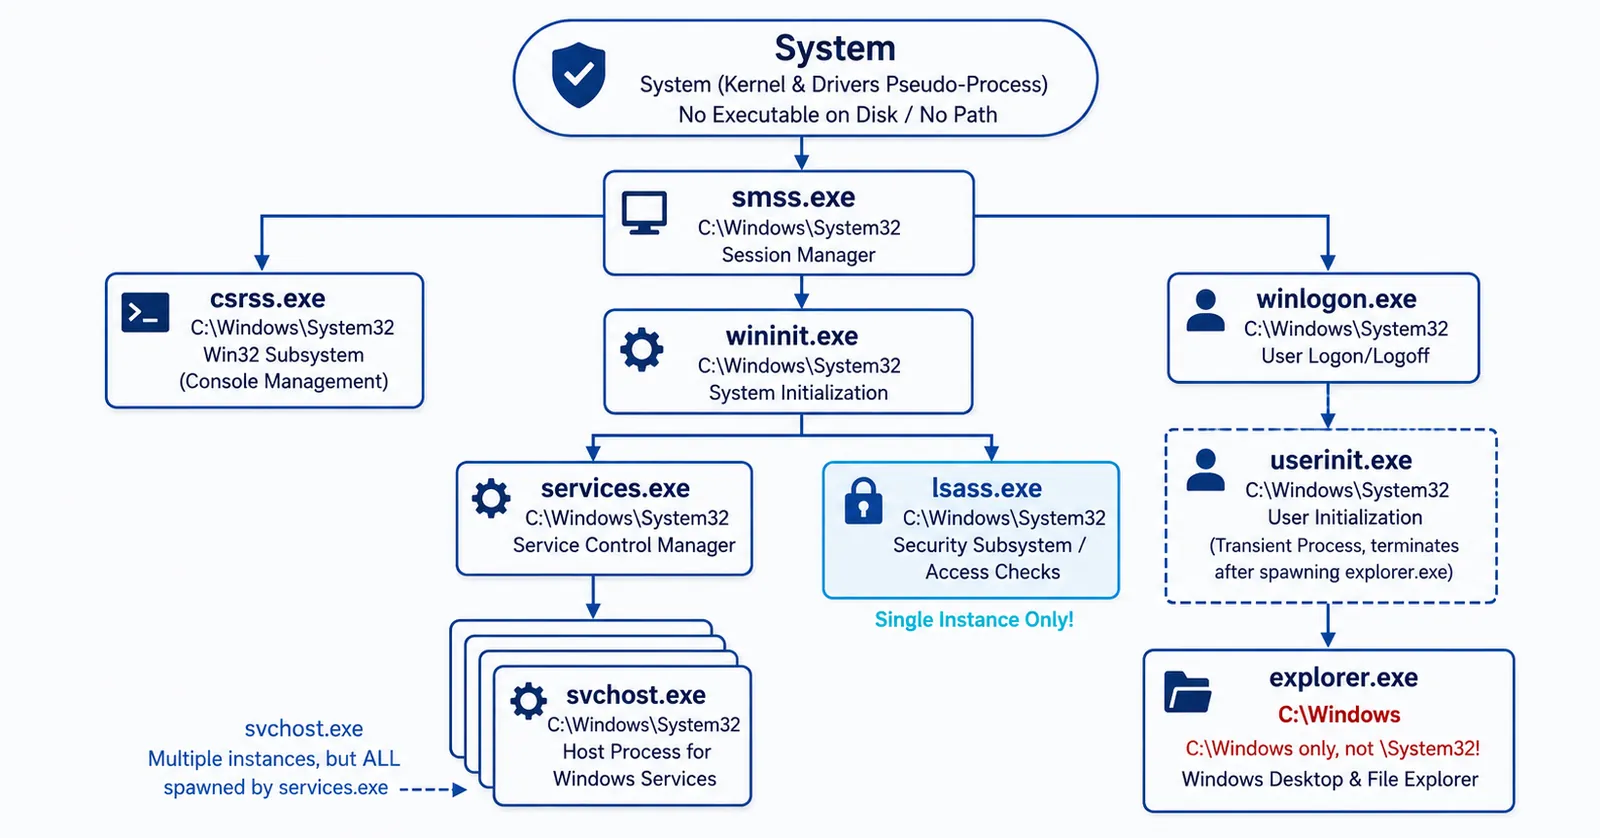 System
System (Kernel & Drivers Pseudo-Process)
No Executable on Disk / No Path
smss.exe
C:\Windows\System32
Session Manager
csrss.exe
C:\Windows\System32
Win32 Subsystem
(Console Management)
wininit.exe
C:\Windows\System32
System Initialization
winlogon.exe
C:\Windows\System32
User Logon/Logoff
services.exe
C:\Windows\System32
Service Control Manager
lsass.exe
C:\Windows\System32
Security Subsystem /
Access Checks
Single Instance Only!
userinit.exe
C:\Windows\System32
User Initialization
(Transient Process, terminates
after spawning explorer.exe)
svchost.exe
Multiple instances, but ALL
spawned by services.exe
svchost.exe
C:\Windows\System32
Host Process for
Windows Services
explorer.exe
C:\Windows
C:\Windows only, not \System32!
Windows Desktop & File Explorer